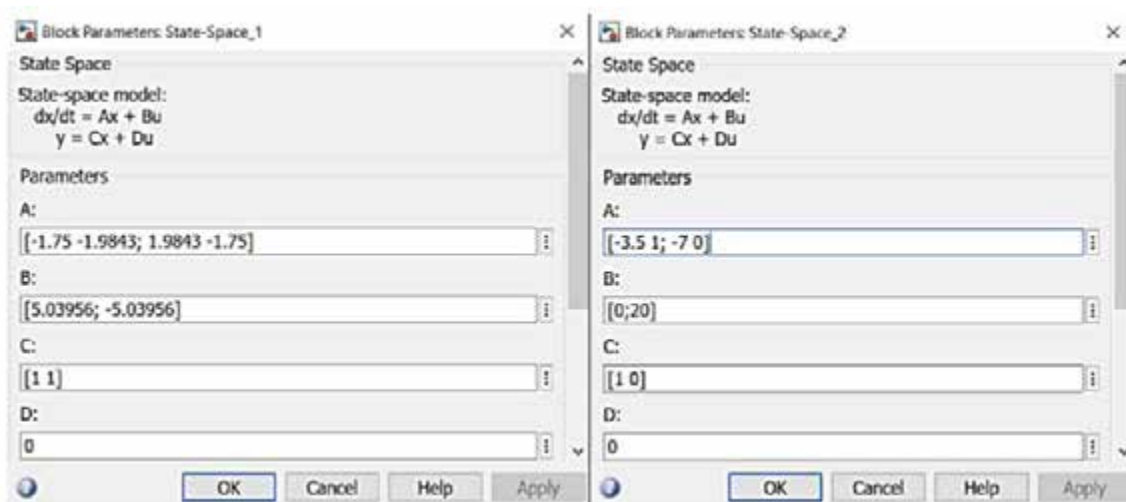 Block Parameters: State-Space_1
State Space
State-space model:
dx/dt = Ax + Bu
y = Cx + Du
Parameters
A:
[-1.75 -1.9843; 1.9843 -1.75]
B:
[5.03956; -5.03956]
C:
[1 1]
D:
0
OK Cancel Help Apply
Block Parameters: State-Space_2
State Space
State-space model:
dx/dt = Ax + Bu
y = Cx + Du
Parameters
A:
[-3.5 1; -7 0]
B:
[0;20]
C:
[1 0]
D:
0
OK Cancel Help Apply